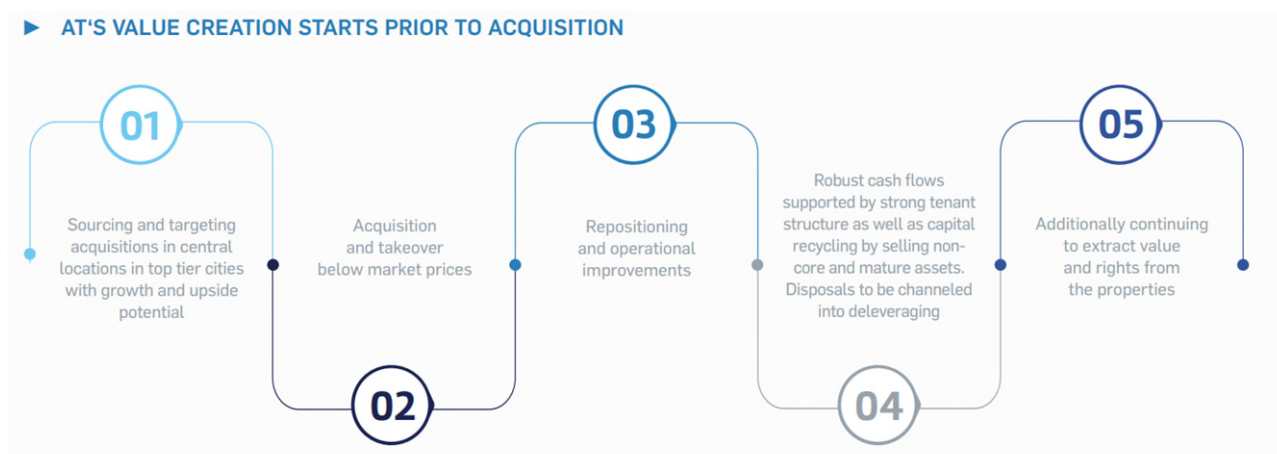 ► AT'S VALUE CREATION STARTS PRIOR TO ACQUISITION
01
Sourcing and targeting
acquisitions in central
locations in top tier cities
with growth and upside
potential
02
Acquisition
and takeover
below market prices
03
Repositioning
and operational
improvements
04
Robust cash flows
supported by strong tenant
structure as well as capital
recycling by selling non-
core and mature assets.
Disposals to be channeled
into deleveraging
05
Additionally continuing
to extract value
and rights from
the properties